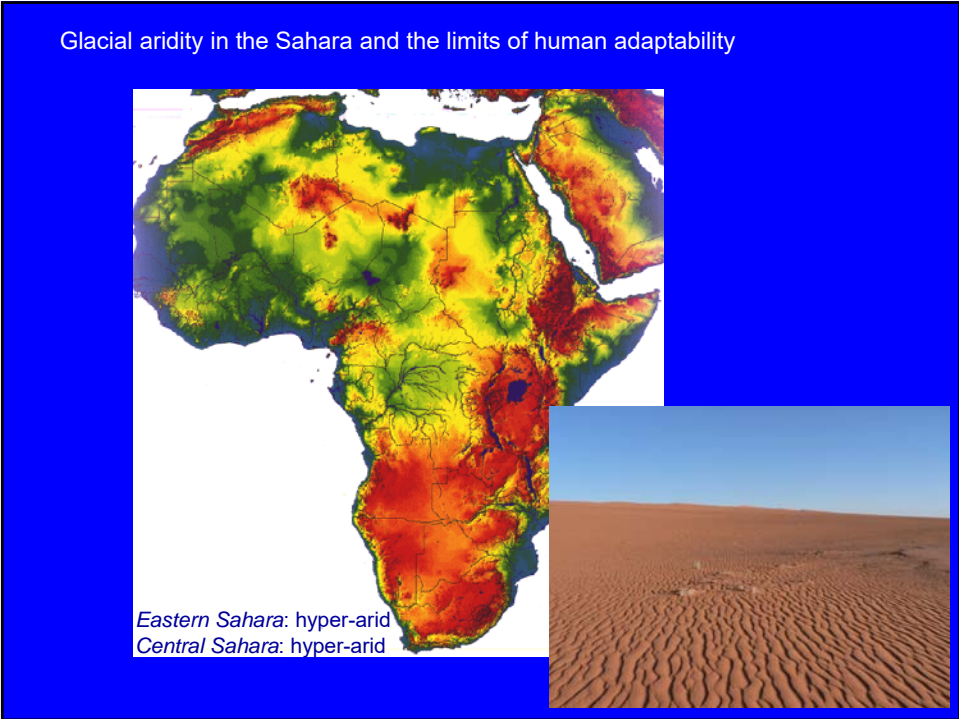 Glacial aridity in the Sahara and the limits of human adaptability
Eastern Sahara: hyper-arid
Central Sahara: hyper-arid